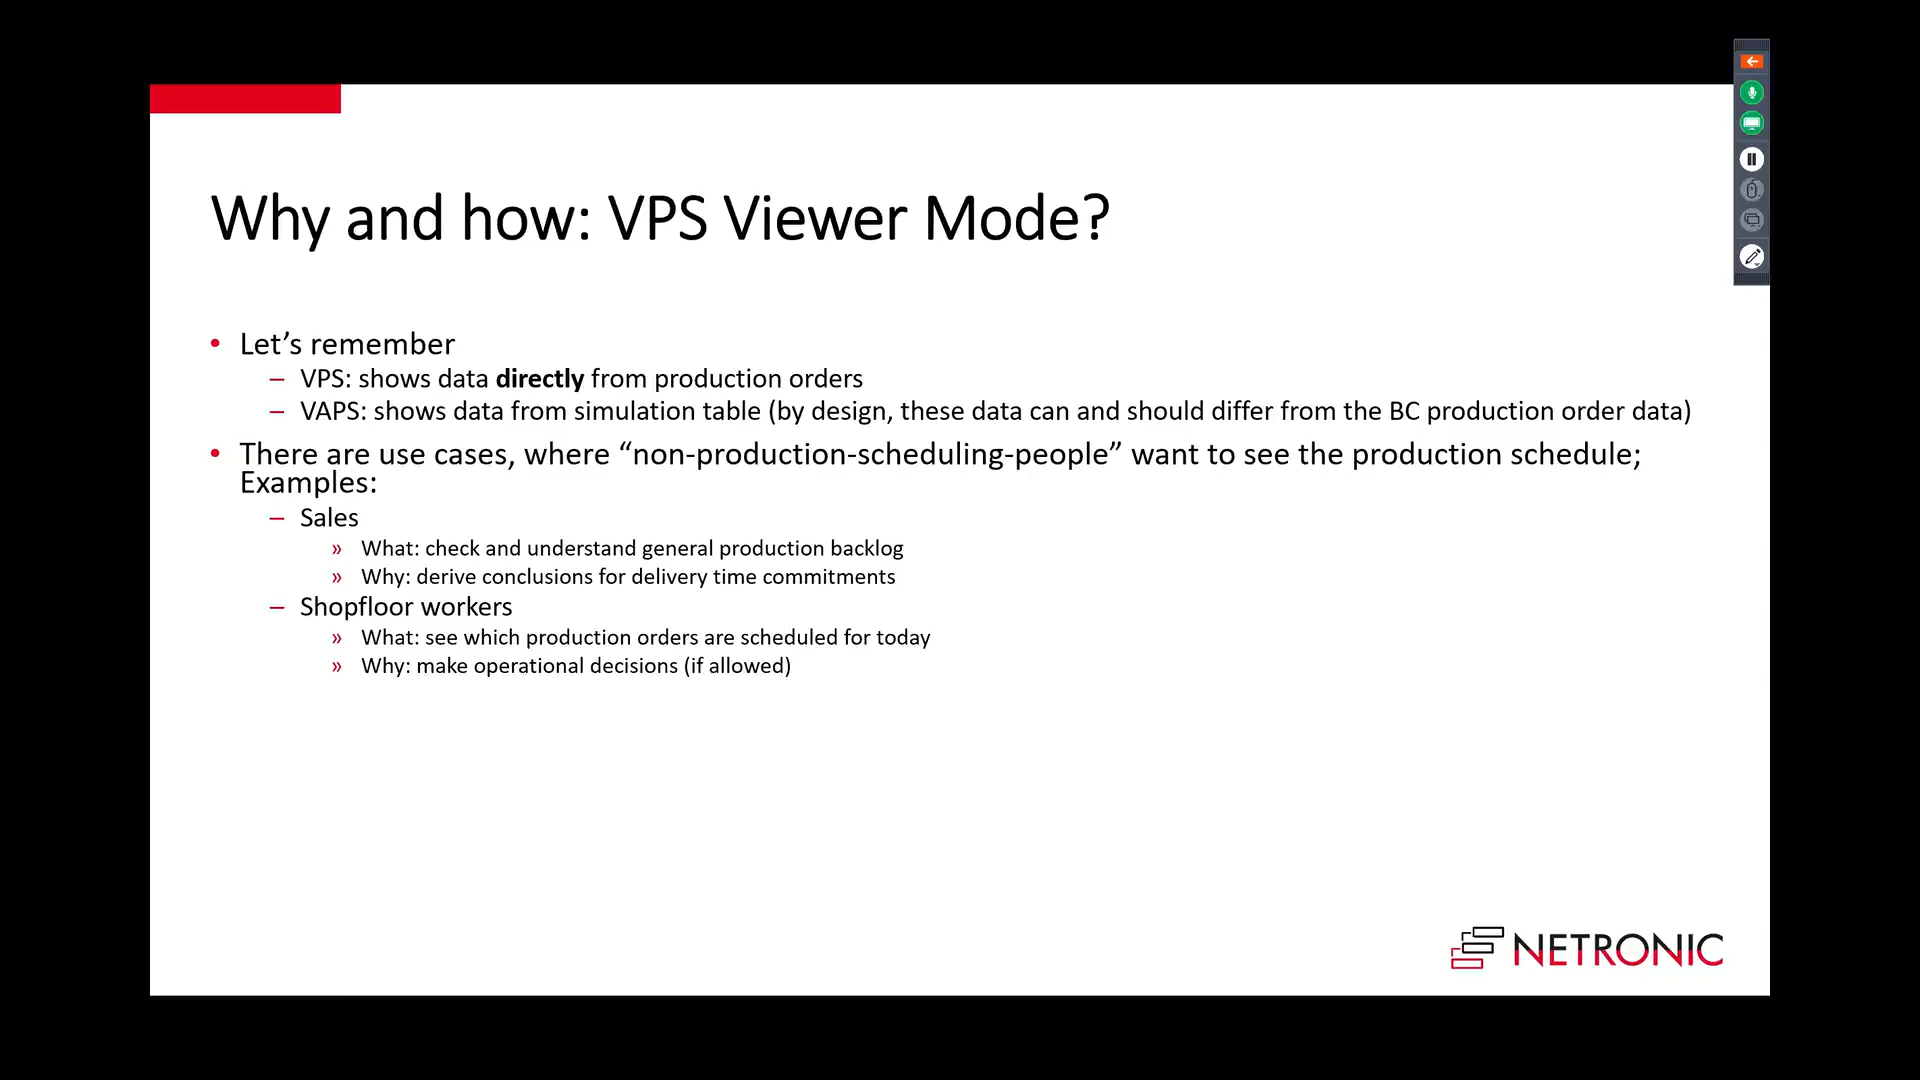 Why and how: VPS Viewer Mode?
• Let’s remember
– VPS: shows data directly from production orders
– VAPS: shows data from simulation table (by design, these data can and should differ from the BC production order data)
• There are use cases, where “non-production-scheduling-people” want to see the production schedule;
Examples:
– Sales
» What: check and understand general production backlog
» Why: derive conclusions for delivery time commitments
– Shopfloor workers
» What: see which production orders are scheduled for today
» Why: make operational decisions (if allowed)
NETRONIC